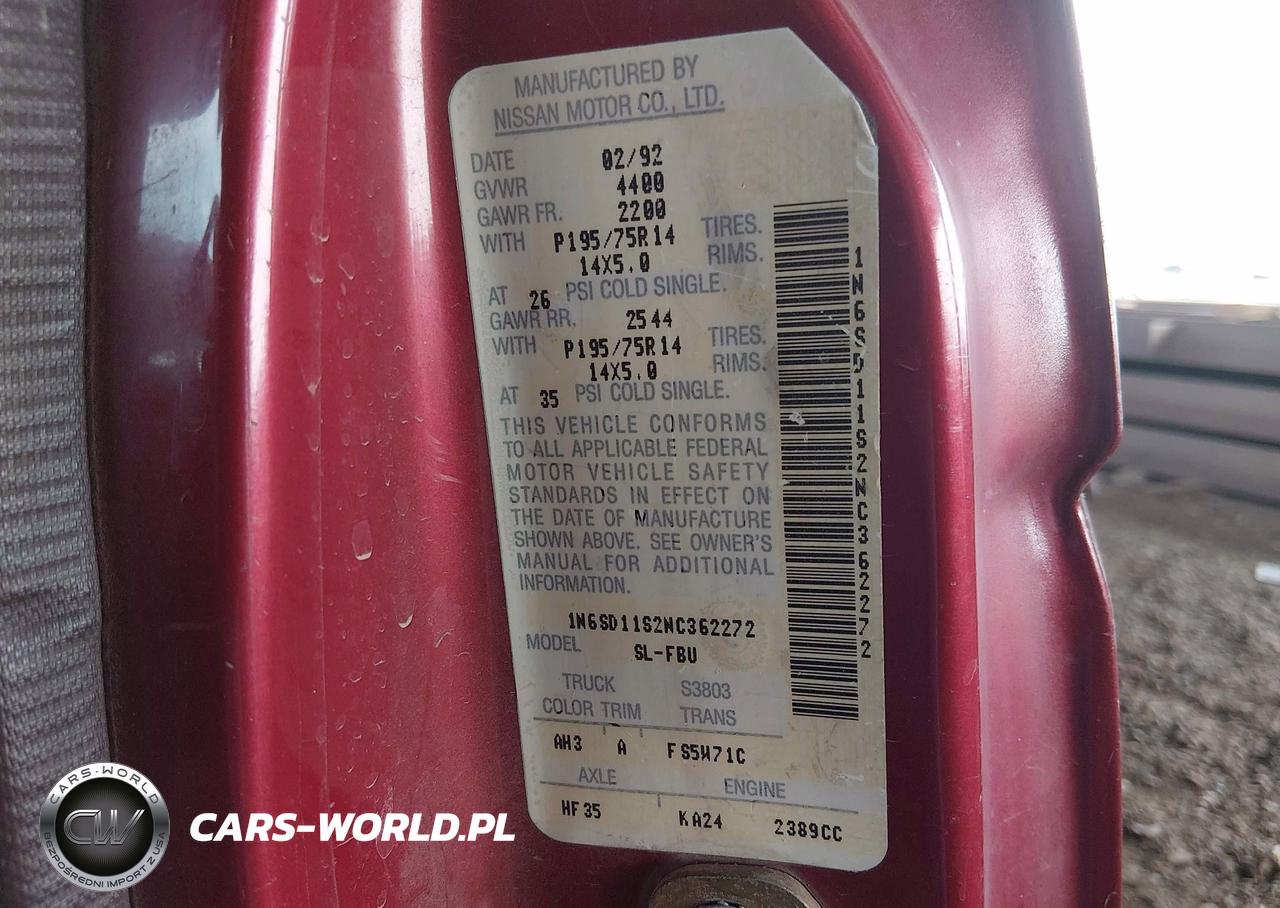 MANUFACTURED BY
NISSAN MOTOR CO., LTD.
DATE 02/92
GVWR 4400
GAWR FR. 2200
WITH P195/75R14 TIRES.
14X5.0 RIMS.
AT 26 PSI COLD SINGLE.
GAWR RR. 2544
WITH P195/75R14 TIRES.
14X5.0 RIMS.
AT 35 PSI COLD SINGLE.
THIS VEHICLE CONFORMS
TO ALL APPLICABLE FEDERAL
MOTOR VEHICLE SAFETY
STANDARDS IN EFFECT ON
THE DATE OF MANUFACTURE
SHOWN ABOVE. SEE OWNER'S
MANUAL FOR ADDITIONAL
INFORMATION.
1N6SD11S2NC362272
MODEL SL-FBU
TRUCK S3803
COLOR TRIM TRANS
AH3 A FS5W71C
AXLE ENGINE
HF35 KA24 2389CC
1N6SD11S2NC362272
CARS-WORLD
CW
BEZPOŚREDNI IMPORT Z USA
CARS-WORLD.PL